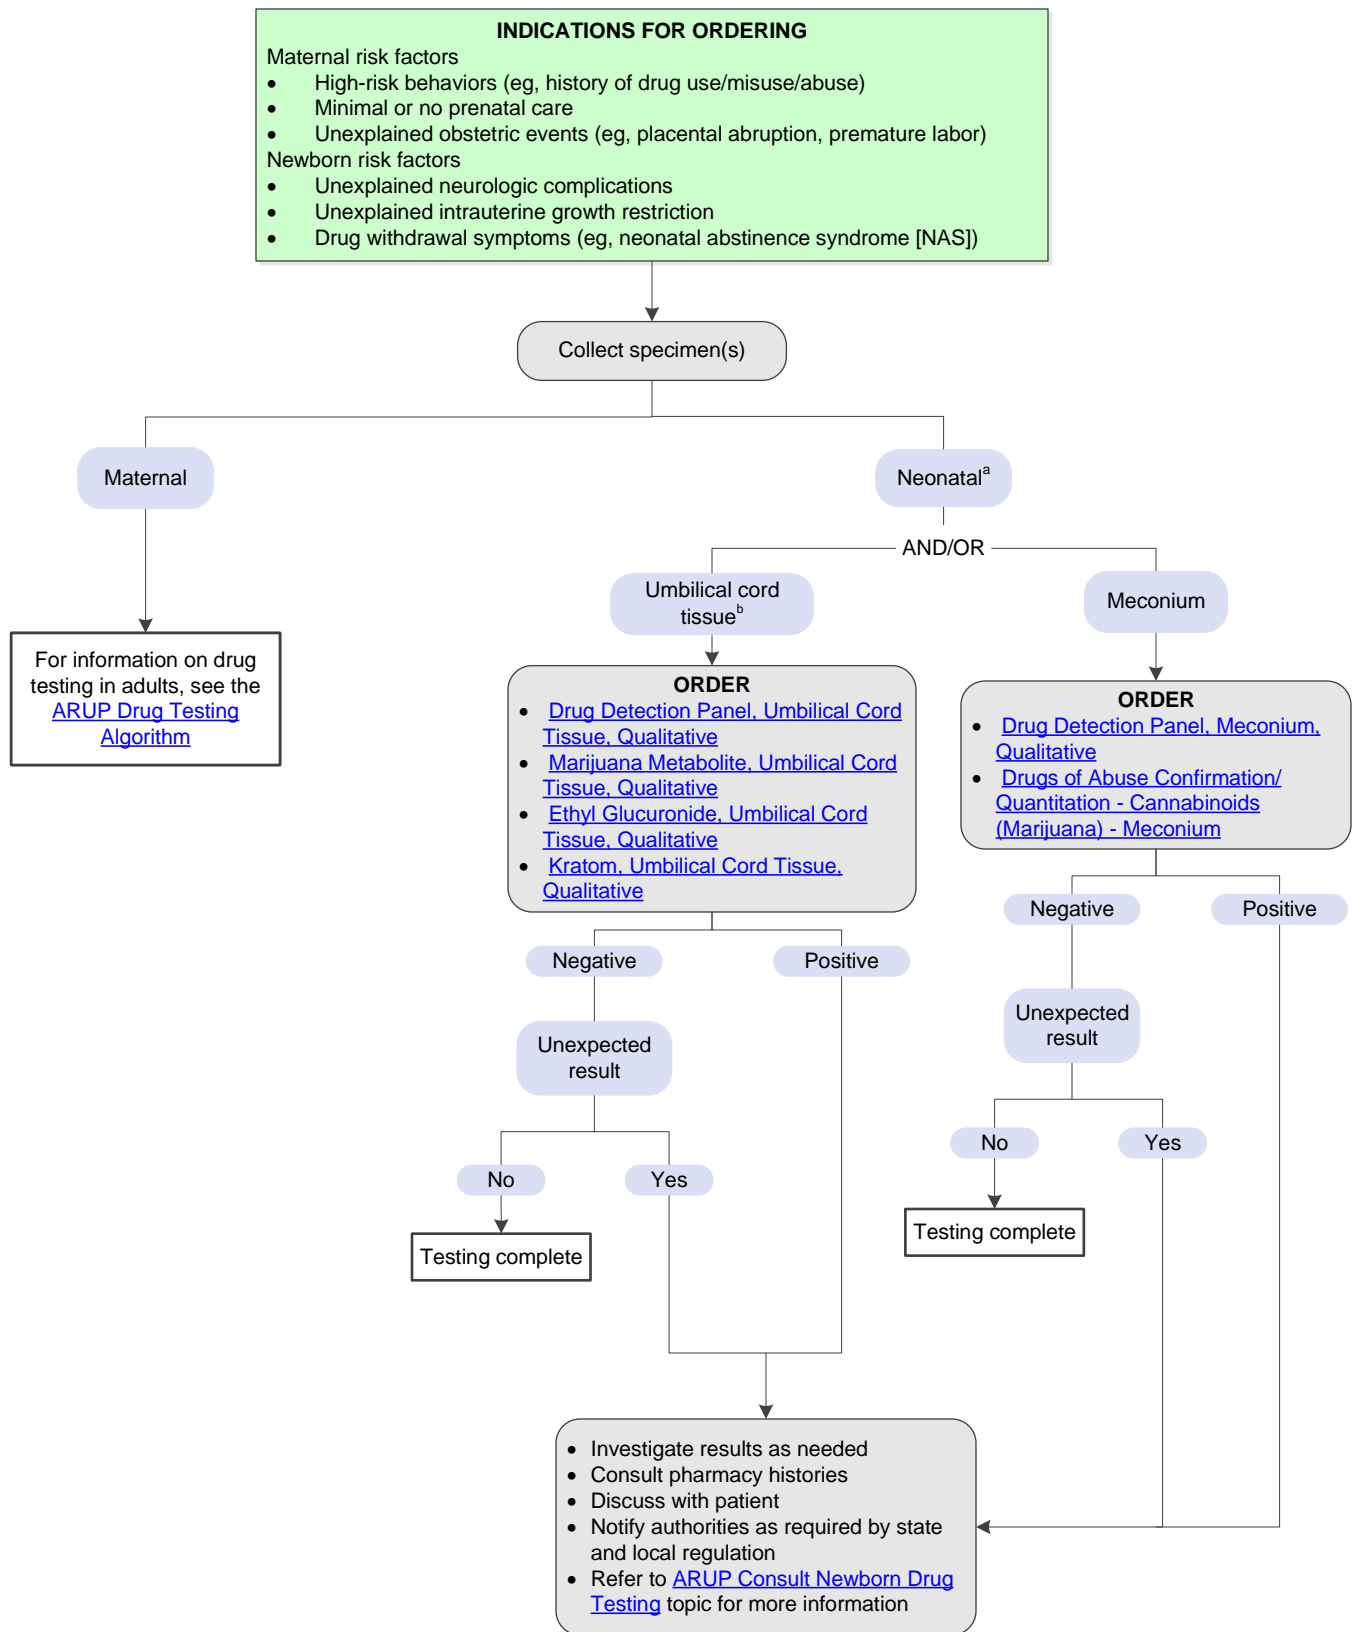 INDICATIONS FOR ORDERING
Maternal risk factors
• High-risk behaviors (eg, history of drug use/misuse/abuse)
• Minimal or no prenatal care
• Unexplained obstetric events (eg, placental abruption, premature labor)
Newborn risk factors
• Unexplained neurologic complications
• Unexplained intrauterine growth restriction
• Drug withdrawal symptoms (eg, neonatal abstinence syndrome [NAS])
Collect specimen(s)
Maternal
Neonatalᵃ
AND/OR
For information on drug
testing in adults, see the
ARUP Drug Testing
Algorithm
Umbilical cord
tissueᵇ
Meconium
ORDER
• Drug Detection Panel, Umbilical Cord
Tissue, Qualitative
• Marijuana Metabolite, Umbilical Cord
Tissue, Qualitative
• Ethyl Glucuronide, Umbilical Cord
Tissue, Qualitative
• Kratom, Umbilical Cord Tissue,
Qualitative
ORDER
• Drug Detection Panel, Meconium,
Qualitative
• Drugs of Abuse Confirmation/
Quantitation - Cannabinoids
(Marijuana) - Meconium
Negative
Positive
Unexpected
result
No
Yes
Testing complete
Negative
Positive
Unexpected
result
No
Yes
Testing complete
• Investigate results as needed
• Consult pharmacy histories
• Discuss with patient
• Notify authorities as required by state
and local regulation
• Refer to ARUP Consult Newborn Drug
Testing topic for more information